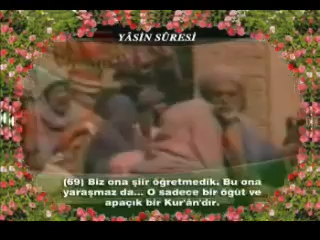 YÂSİN SÛRESİ
(69) Biz ona şiir öğretmedik. Bu ona
yaraşmaz da... O sadece bir öğüt ve
apaçık bir Kur'ân'dir.